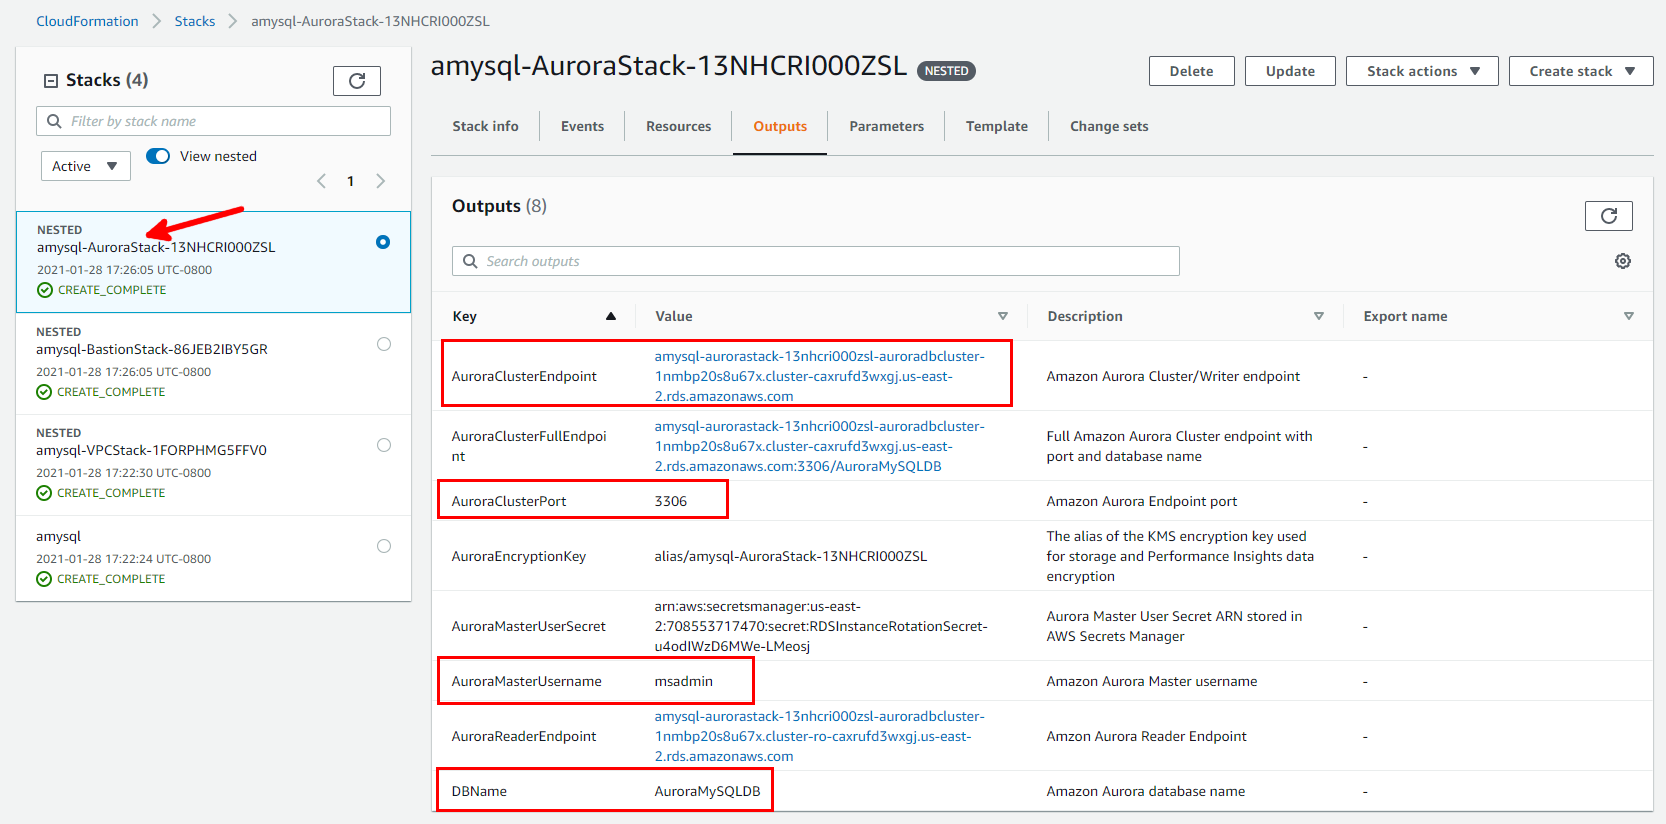 CloudFormation > Stacks > amysql-AuroraStack-13NHCRI000ZSL
Stacks (4)
Filter by stack name
Active
View nested
1
NESTED
amysql-AuroraStack-13NHCRI000ZSL
2021-01-28 17:26:05 UTC-0800
CREATE_COMPLETE
NESTED
amysql-BastionStack-86JEB2IBY5GR
2021-01-28 17:26:05 UTC-0800
CREATE_COMPLETE
NESTED
amysql-VPCStack-1FORPHMG5FFV0
2021-01-28 17:22:30 UTC-0800
CREATE_COMPLETE
amysql
2021-01-28 17:22:24 UTC-0800
CREATE_COMPLETE
amysql-AuroraStack-13NHCRI000ZSL NESTED
Delete Update Stack actions Create stack
Stack info Events Resources Outputs Parameters Template Change sets
Outputs (8)
Search outputs
Key Value Description Export name
AuroraClusterEndpoint
amysql-aurorastack-13nhcri000zsl-auroradbcluster-
1nmbp20s8u67x.cluster-caxrufd3wxgj.us-east-
2.rds.amazonaws.com
Amazon Aurora Cluster/Writer endpoint
-
AuroraClusterFullEndpoi
nt
amysql-aurorastack-13nhcri000zsl-auroradbcluster-
1nmbp20s8u67x.cluster-caxrufd3wxgj.us-east-
2.rds.amazonaws.com:3306/AuroraMySQLDB
Full Amazon Aurora Cluster endpoint with
port and database name
-
AuroraClusterPort
3306
Amazon Aurora Endpoint port
-
AuroraEncryptionKey
alias/amysql-AuroraStack-13NHCRI000ZSL
The alias of the KMS encryption key used
for storage and Performance Insights data
encryption
-
AuroraMasterUserSecret
arn:aws:secretsmanager:us-east-
2:708553717470:secret:RDSInstanceRotationSecret-
u4odIWzD6MWe-LMeosj
Aurora Master User Secret ARN stored in
AWS Secrets Manager
-
AuroraMasterUsername
msadmin
Amazon Aurora Master username
-
AuroraReaderEndpoint
amysql-aurorastack-13nhcri000zsl-auroradbcluster-
1nmbp20s8u67x.cluster-ro-caxrufd3wxgj.us-east-
2.rds.amazonaws.com
Amzon Aurora Reader Endpoint
-
DBName
AuroraMySQLDB
Amazon Aurora database name
-